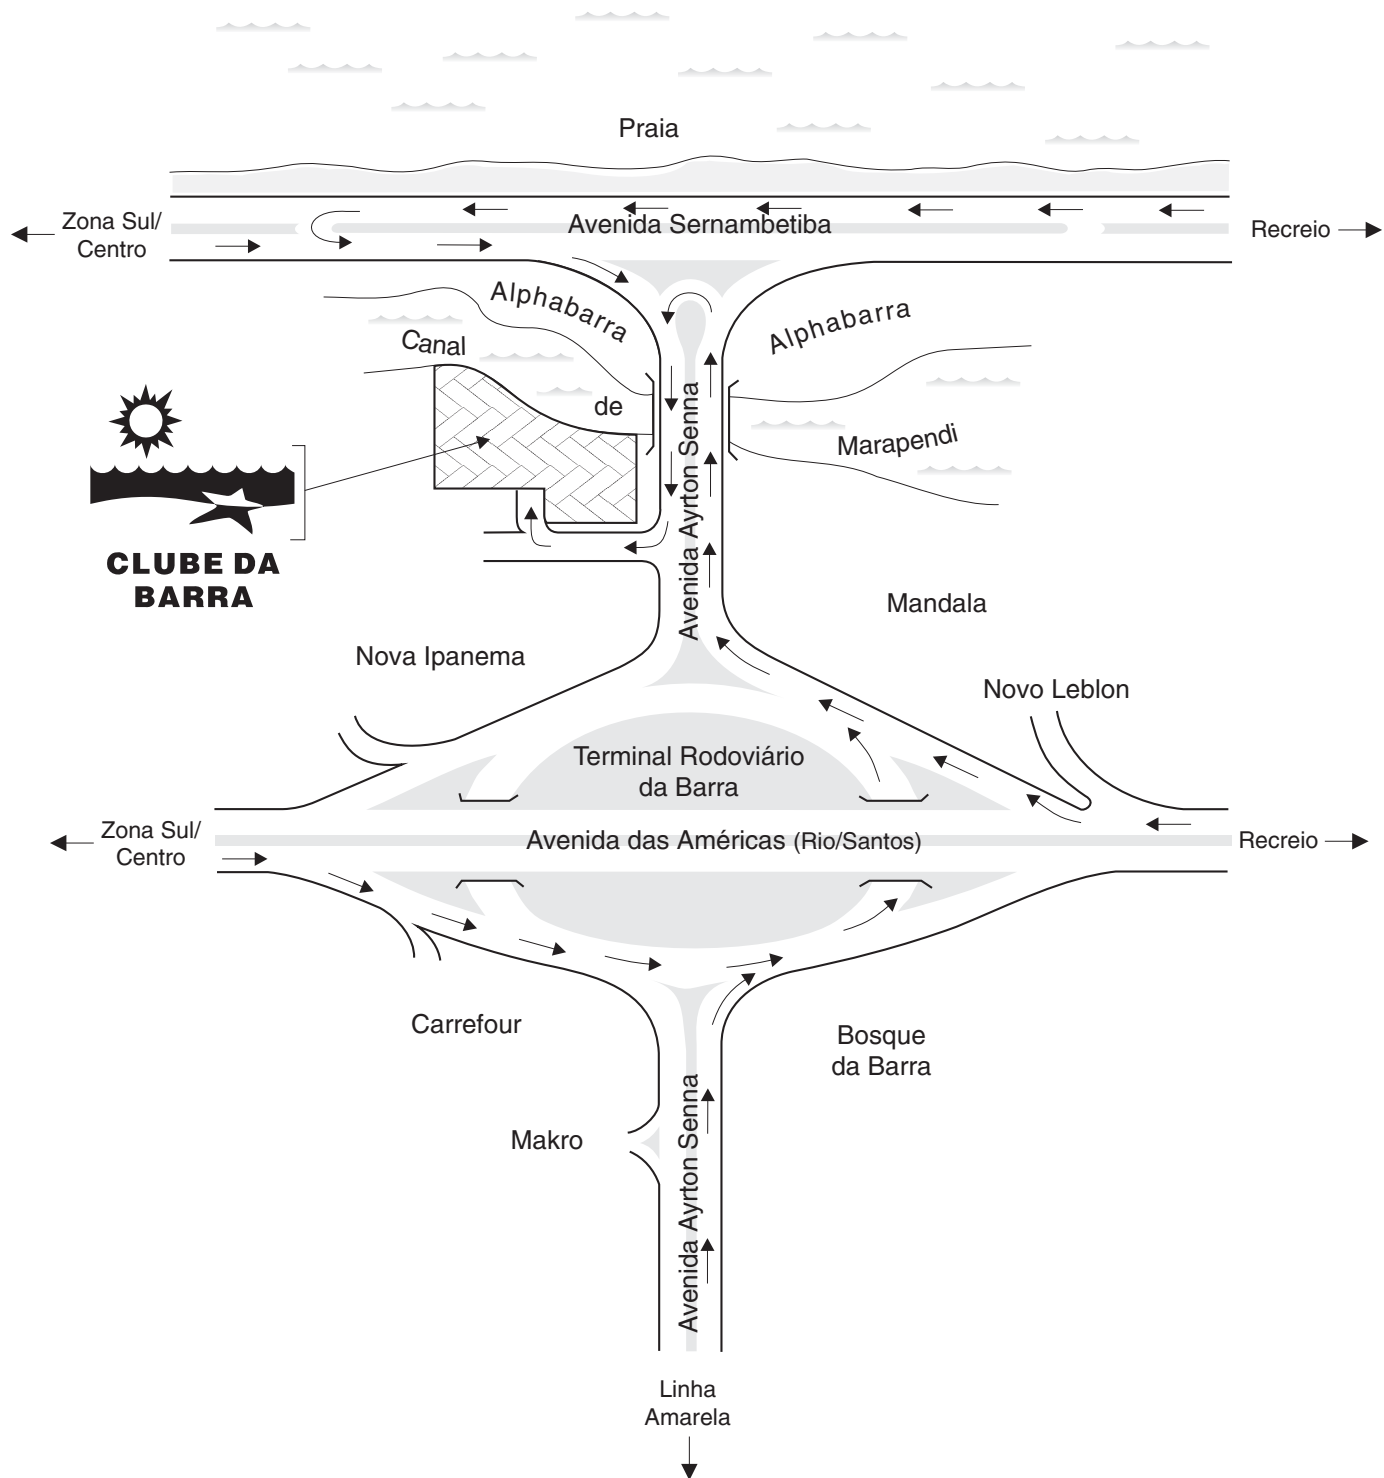 Praia
Zona Sul/
Centro
Avenida Sernambetiba
Recreio
Alphabarra
Alphabarra
Canal
de
Marapendi
Avenida Ayrton Senna
CLUBE DA
BARRA
Mandala
Nova Ipanema
Novo Leblon
Terminal Rodoviário
da Barra
Zona Sul/
Centro
Avenida das Américas (Rio/Santos)
Recreio
Carrefour
Bosque
da Barra
Makro
Avenida Ayrton Senna
Linha
Amarela